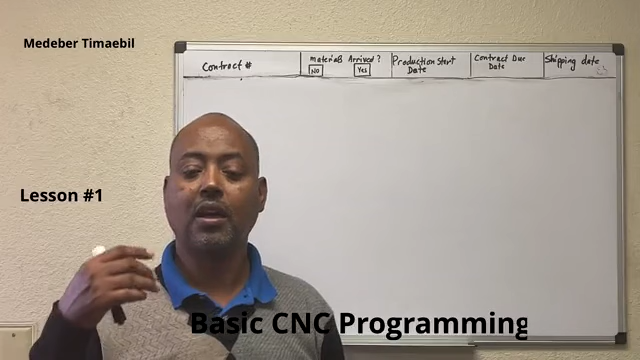 Medeber Timaebil
Contract # Materials Arrived? Production Start Contract Due Shipping date
No Yes Date Date
Lesson #1
Basic CNC Programming